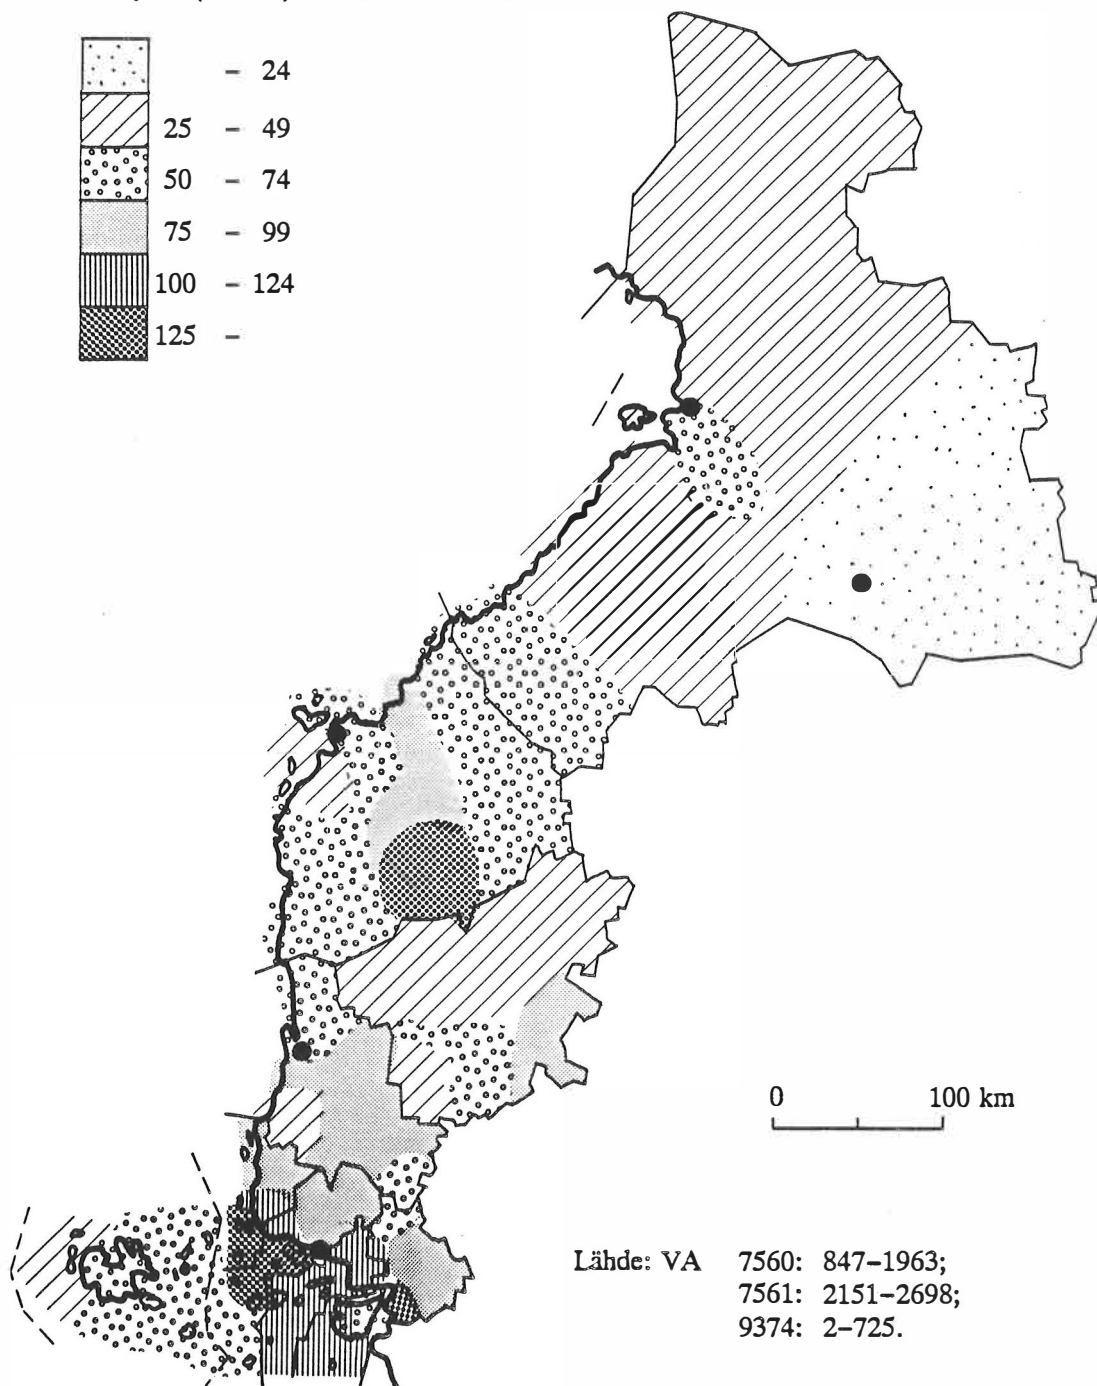 – 24
25 – 49
50 – 74
75 – 99
100 – 124
125 –
0 100 km
Lähde: VA 7560: 847–1963;
7561: 2151–2698;
9374: 2–725.